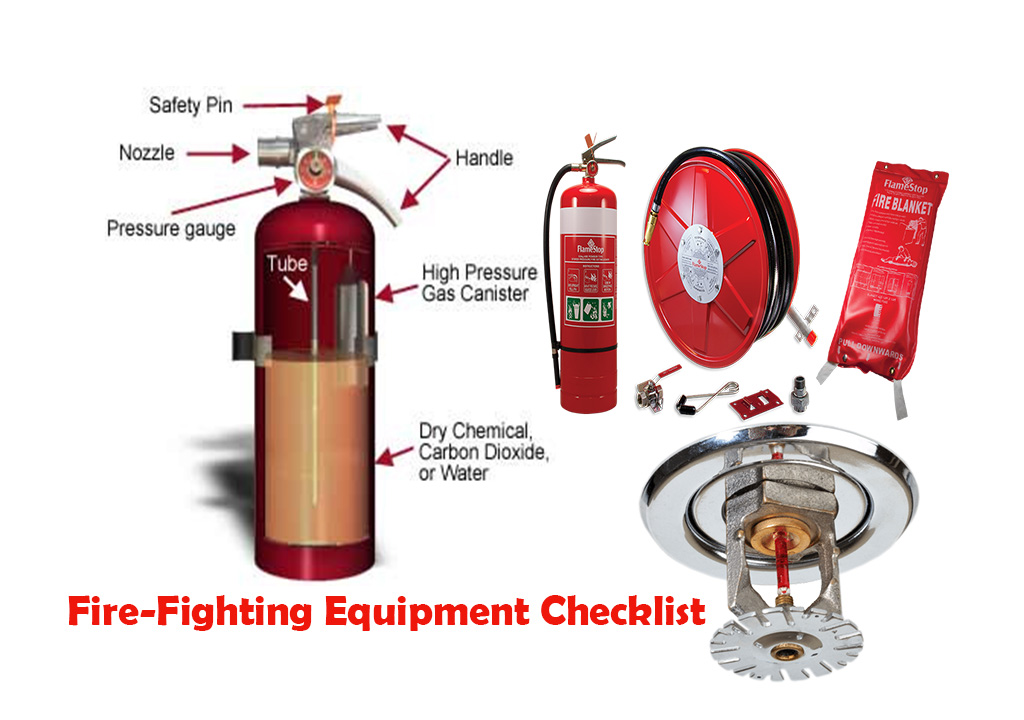 Safety Pin
Nozzle
Handle
Pressure gauge
Tube
High Pressure
Gas Canister
Dry Chemical,
Carbon Dioxide,
or Water
FlameStop
FlameStop
FIRE BLANKET
PULL DOWNWARDS
Fire-Fighting Equipment Checklist